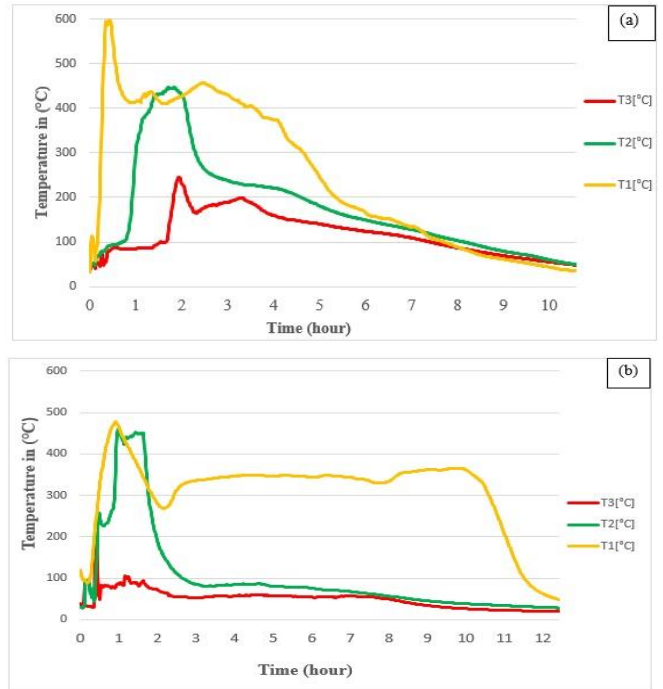 (a)
600
500
400
300
200
100
0
Temperature in (°C)
0 1 2 3 4 5 6 7 8 9 10
Time (hour)
T3[°C]
T2[°C]
T1[°C]
(b)
600
500
400
300
200
100
0
Temperature in (°C)
0 1 2 3 4 5 6 7 8 9 10 11 12
Time (hour)
T3[°C]
T2[°C]
T1[°C]